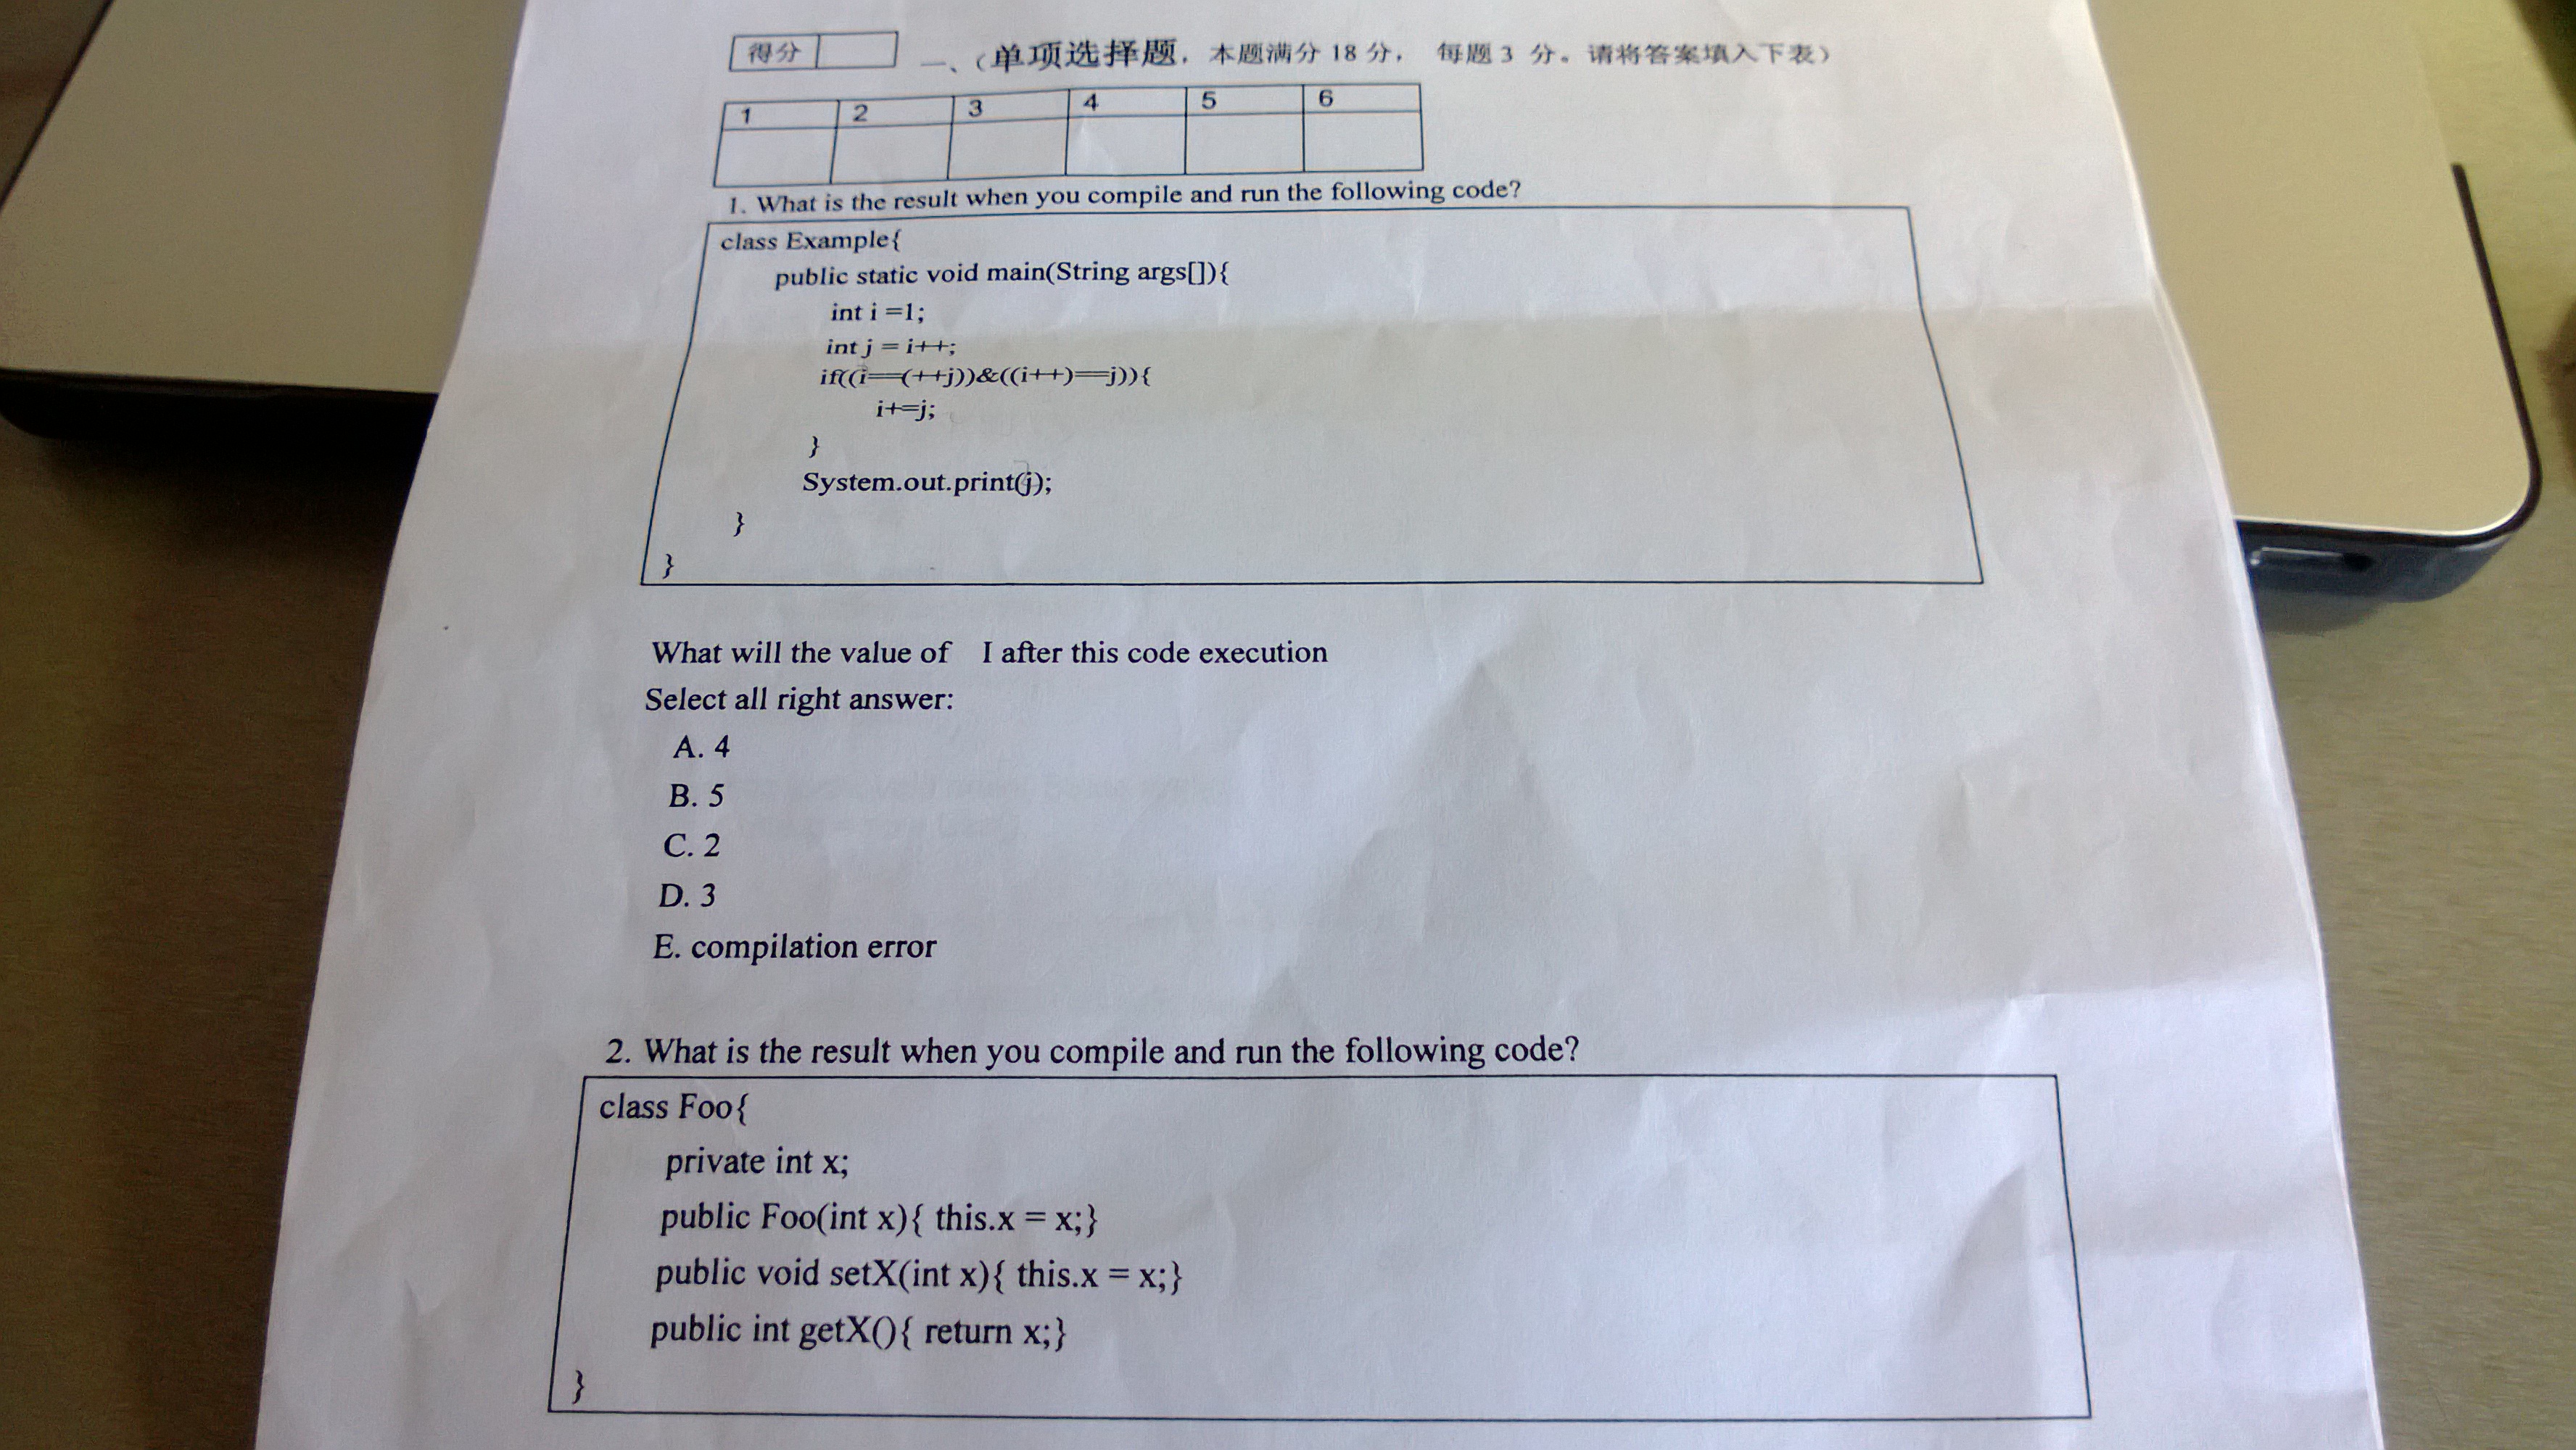 得分
一、（单项选择题，本题满分 18 分， 每题 3 分。请将答案填入下表）
1 2 3 4 5 6
1. What is the result when you compile and run the following code?
class Example{
public static void main(String args[]){
int i =1;
int j = i++;
if((i==(++j))&((i++)==j)){
i+=j;
}
System.out.print(j);
}
}
What will the value of I after this code execution
Select all right answer:
A. 4
B. 5
C. 2
D. 3
E. compilation error
2. What is the result when you compile and run the following code?
class Foo{
private int x;
public Foo(int x){ this.x = x;}
public void setX(int x){ this.x = x;}
public int getX(){ return x;}
}